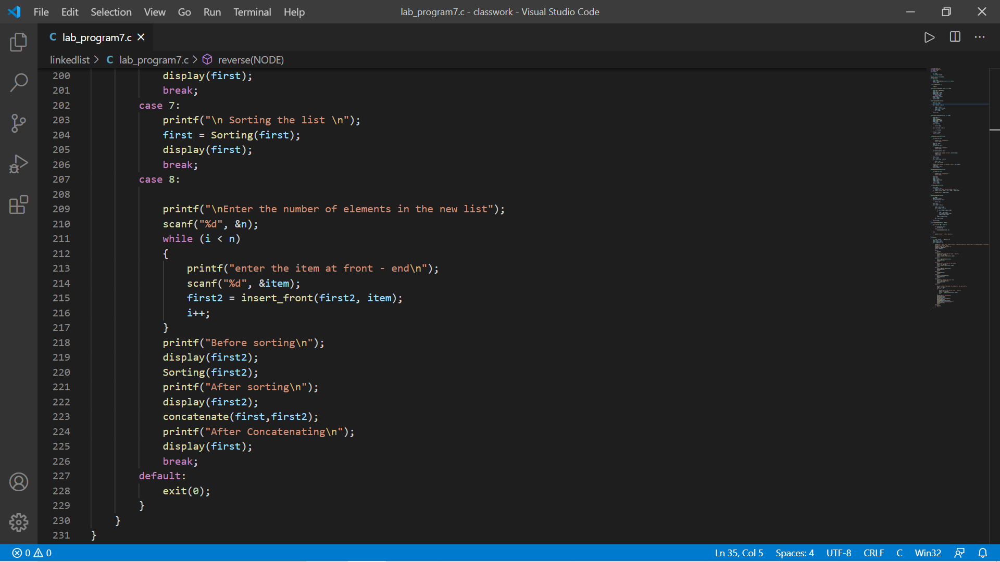 File Edit Selection View Go Run Terminal Help lab_program7.c - classwork - Visual Studio Code
C lab_program7.c
linkedlist > C lab_program7.c > reverse(NODE)
200 display(first);
201 break;
202 case 7:
203 printf("\n Sorting the list \n");
204 first = Sorting(first);
205 display(first);
206 break;
207 case 8:
208
209 printf("\nEnter the number of elements in the new list");
210 scanf("%d", &n);
211 while (i < n)
212 {
213 printf("enter the item at front - end\n");
214 scanf("%d", &item);
215 first2 = insert_front(first2, item);
216 i++;
217 }
218 printf("Before sorting\n");
219 display(first2);
220 Sorting(first2);
221 printf("After sorting\n");
222 display(first2);
223 concatenate(first,first2);
224 printf("After Concatenating\n");
225 display(first);
226 break;
227 default:
228 exit(0);
229 }
230 }
231 }
0 0 Ln 35, Col 5 Spaces: 4 UTF-8 CRLF C Win32